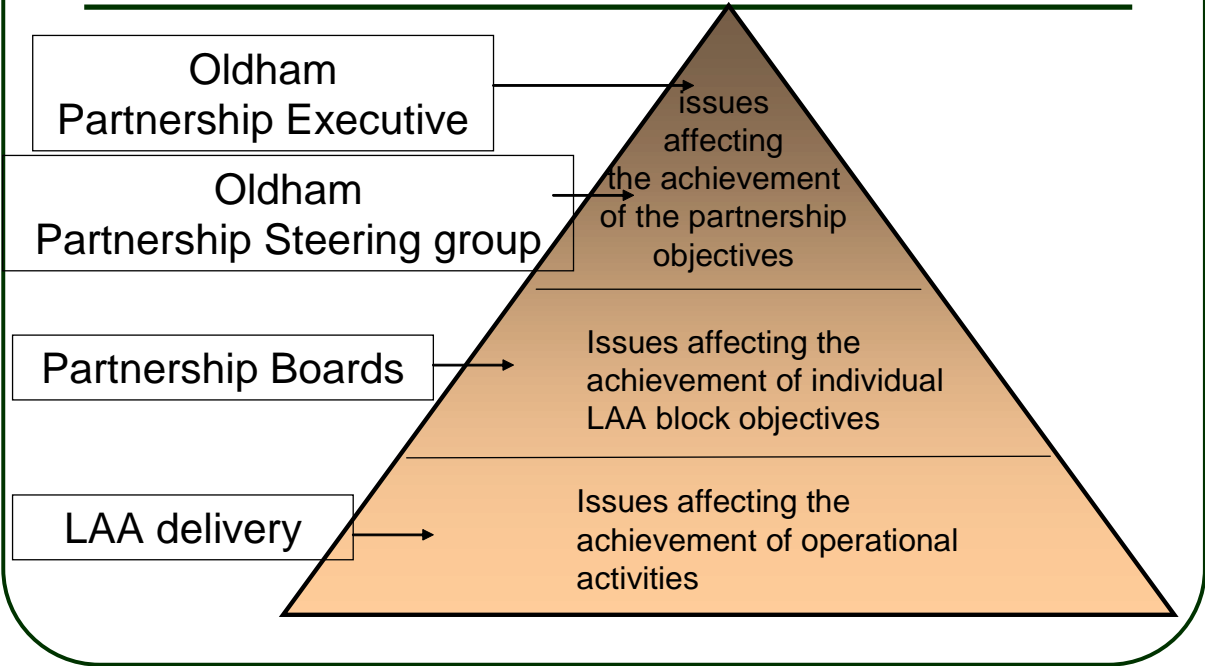 Oldham
Partnership Executive
issues
affecting
the achievement
of the partnership
objectives
Oldham
Partnership Steering group
Partnership Boards
Issues affecting the
achievement of individual
LAA block objectives
LAA delivery
Issues affecting the
achievement of operational
activities